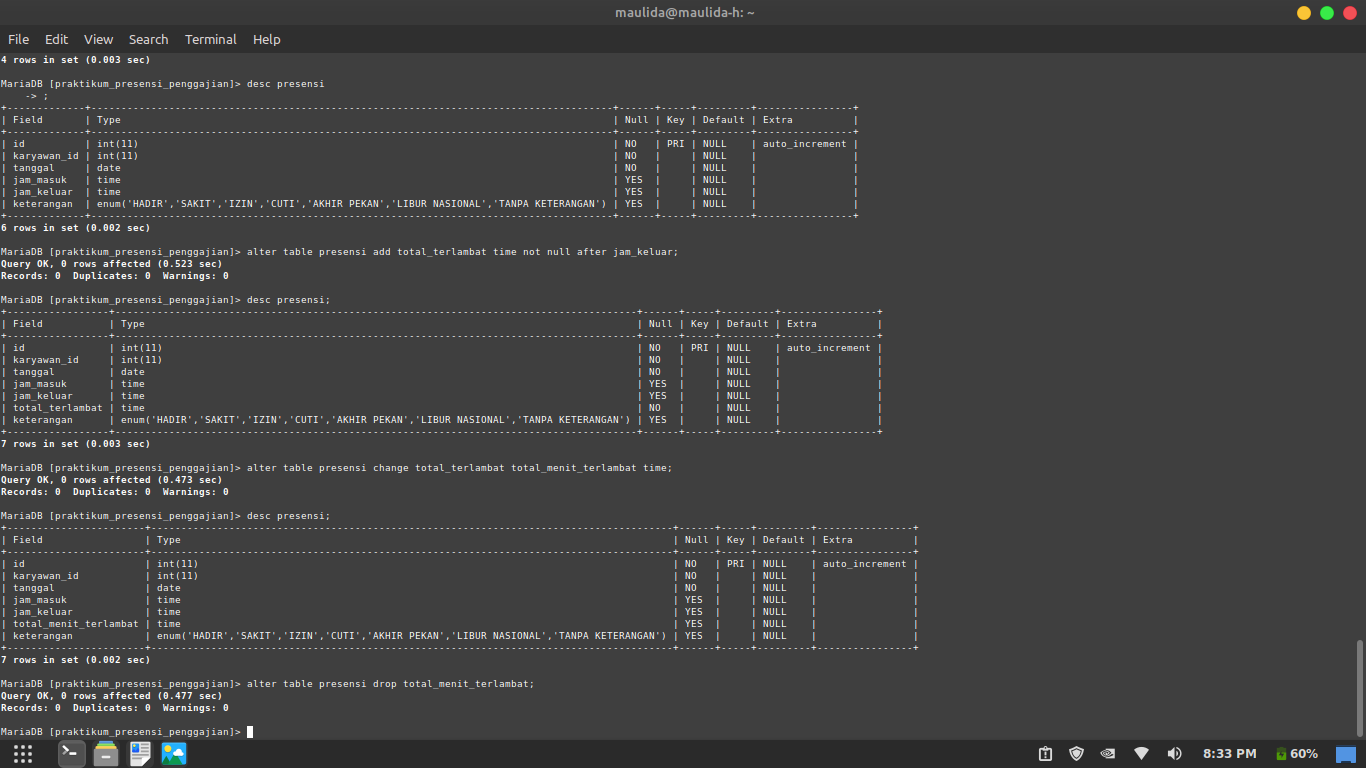 maulida@maulida-h: ~
File Edit View Search Terminal Help
4 rows in set (0.003 sec)

MariaDB [praktikum_presensi_penggajian]> desc presensi
    -> ;
+-------------+---------------------------------------------------------------------------------------+------+-----+---------+----------------+
| Field       | Type                                                                                  | Null | Key | Default | Extra          |
+-------------+---------------------------------------------------------------------------------------+------+-----+---------+----------------+
| id          | int(11)                                                                               | NO   | PRI | NULL    | auto_increment |
| karyawan_id | int(11)                                                                               | NO   |     | NULL    |                |
| tanggal     | date                                                                                  | NO   |     | NULL    |                |
| jam_masuk   | time                                                                                  | YES  |     | NULL    |                |
| jam_keluar  | time                                                                                  | YES  |     | NULL    |                |
| keterangan  | enum('HADIR','SAKIT','IZIN','CUTI','AKHIR PEKAN','LIBUR NASIONAL','TANPA KETERANGAN') | YES  |     | NULL    |                |
+-------------+---------------------------------------------------------------------------------------+------+-----+---------+----------------+
6 rows in set (0.002 sec)

MariaDB [praktikum_presensi_penggajian]> alter table presensi add total_terlambat time not null after jam_keluar;
Query OK, 0 rows affected (0.523 sec)
Records: 0  Duplicates: 0  Warnings: 0

MariaDB [praktikum_presensi_penggajian]> desc presensi;
+-----------------+---------------------------------------------------------------------------------------+------+-----+---------+----------------+
| Field           | Type                                                                                  | Null | Key | Default | Extra          |
+-----------------+---------------------------------------------------------------------------------------+------+-----+---------+----------------+
| id              | int(11)                                                                               | NO   | PRI | NULL    | auto_increment |
| karyawan_id     | int(11)                                                                               | NO   |     | NULL    |                |
| tanggal         | date                                                                                  | NO   |     | NULL    |                |
| jam_masuk       | time                                                                                  | YES  |     | NULL    |                |
| jam_keluar      | time                                                                                  | YES  |     | NULL    |                |
| total_terlambat | time                                                                                  | NO   |     | NULL    |                |
| keterangan      | enum('HADIR','SAKIT','IZIN','CUTI','AKHIR PEKAN','LIBUR NASIONAL','TANPA KETERANGAN') | YES  |     | NULL    |                |
+-----------------+---------------------------------------------------------------------------------------+------+-----+---------+----------------+
7 rows in set (0.003 sec)

MariaDB [praktikum_presensi_penggajian]> alter table presensi change total_terlambat total_menit_terlambat time;
Query OK, 0 rows affected (0.473 sec)
Records: 0  Duplicates: 0  Warnings: 0

MariaDB [praktikum_presensi_penggajian]> desc presensi;
+-----------------------+---------------------------------------------------------------------------------------+------+-----+---------+----------------+
| Field                 | Type                                                                                  | Null | Key | Default | Extra          |
+-----------------------+---------------------------------------------------------------------------------------+------+-----+---------+----------------+
| id                    | int(11)                                                                               | NO   | PRI | NULL    | auto_increment |
| karyawan_id           | int(11)                                                                               | NO   |     | NULL    |                |
| tanggal               | date                                                                                  | NO   |     | NULL    |                |
| jam_masuk             | time                                                                                  | YES  |     | NULL    |                |
| jam_keluar            | time                                                                                  | YES  |     | NULL    |                |
| total_menit_terlambat | time                                                                                  | YES  |     | NULL    |                |
| keterangan            | enum('HADIR','SAKIT','IZIN','CUTI','AKHIR PEKAN','LIBUR NASIONAL','TANPA KETERANGAN') | YES  |     | NULL    |                |
+-----------------------+---------------------------------------------------------------------------------------+------+-----+---------+----------------+
7 rows in set (0.002 sec)

MariaDB [praktikum_presensi_penggajian]> alter table presensi drop total_menit_terlambat;
Query OK, 0 rows affected (0.477 sec)
Records: 0  Duplicates: 0  Warnings: 0

MariaDB [praktikum_presensi_penggajian]>
8:33 PM 60%